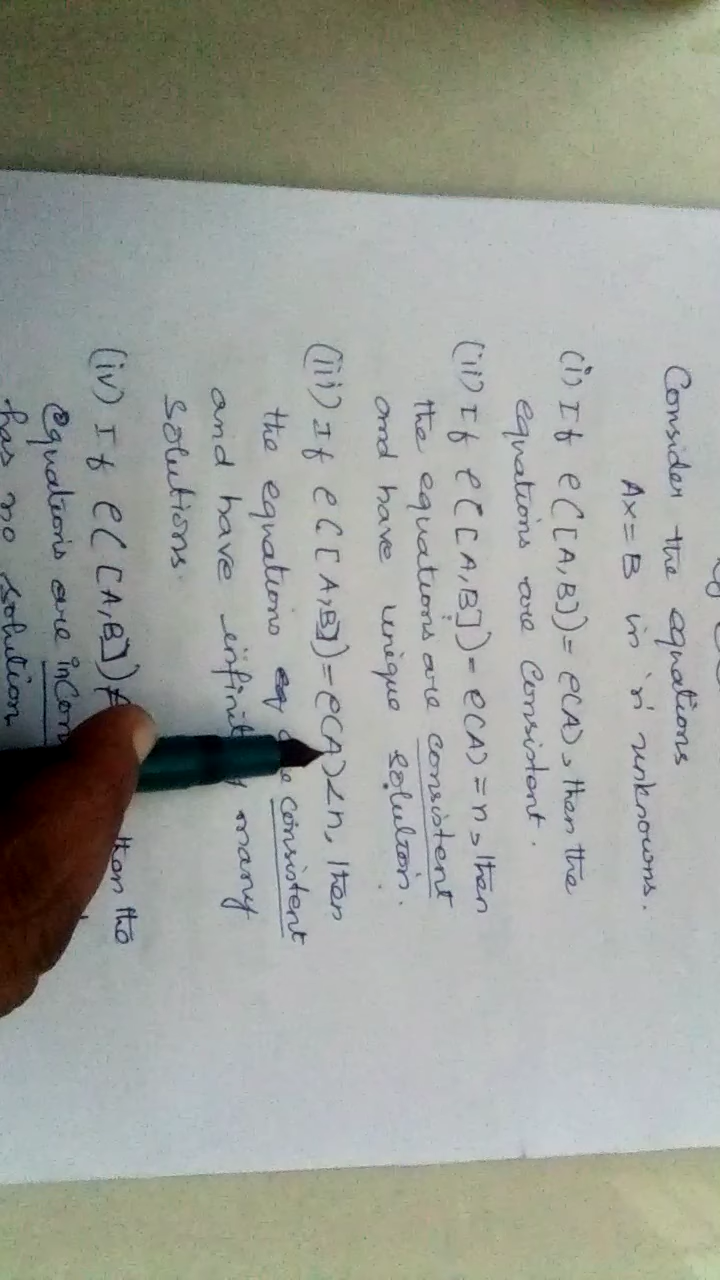 Consider the equations
Ax=B in 'n' unknowns.
(i) If ρ([A,B])= ρ(A), then the
equations are Consistent.
(ii) If ρ([A,B])= ρ(A) = n, then
the equations are consistent
and have unique solution.
(iii) If ρ([A,B])= ρ(A)<n, then
the equations consistent
and have many
solutions.
(iv) If ρ([A,B]) ≠ then the
equations are
has no solution